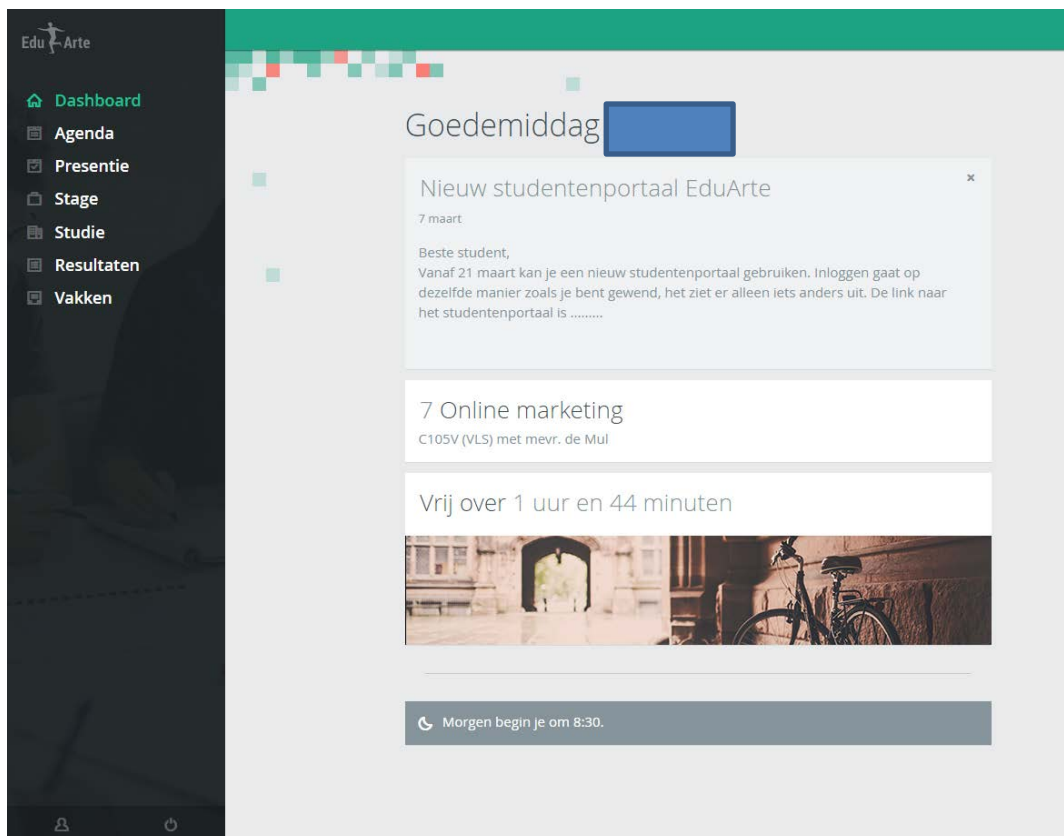 Edu Arte
Dashboard
Agenda
Presentie
Stage
Studie
Resultaten
Vakken
Goedemiddag
Nieuw studentenportaal EduArte
7 maart
Beste student,
Vanaf 21 maart kan je een nieuw studentenportaal gebruiken. Inloggen gaat op
dezelfde manier zoals je bent gewend, het ziet er alleen iets anders uit. De link naar
het studentenportaal is .........
7 Online marketing
C105V (VLS) met mevr. de Mul
Vrij over 1 uur en 44 minuten
Morgen begin je om 8:30.